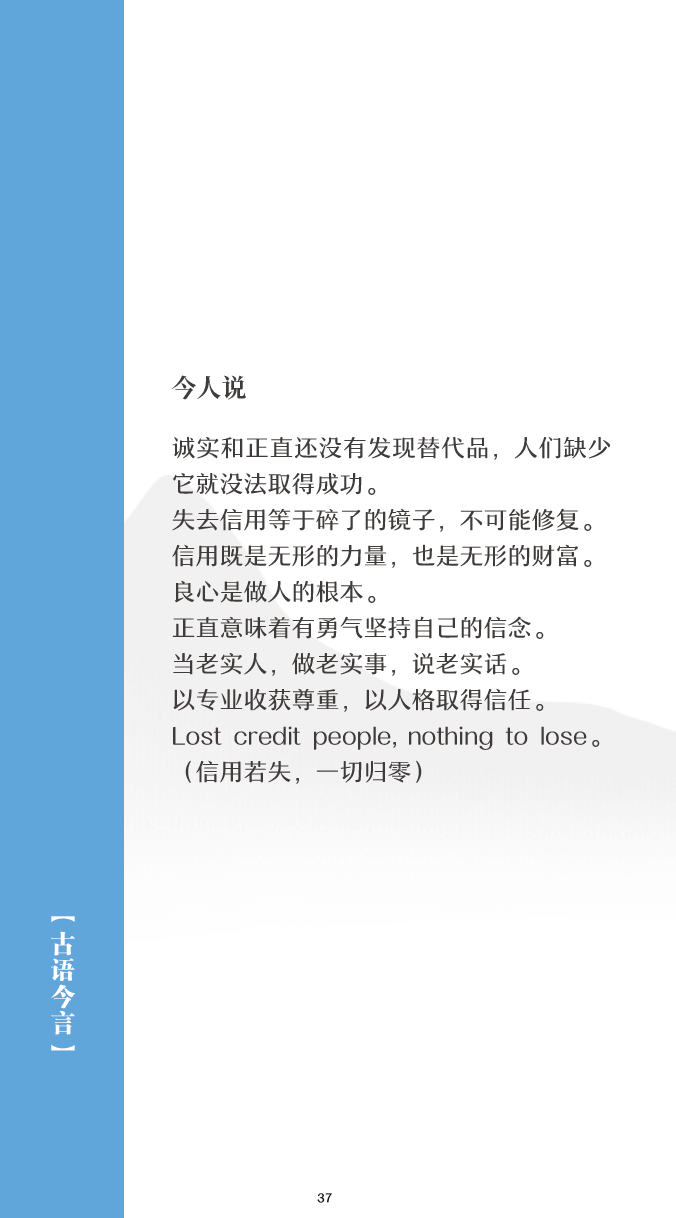 今人说
诚实和正直还没有发现替代品，人们缺少
它就没法取得成功。
失去信用等于碎了的镜子，不可能修复。
信用既是无形的力量，也是无形的财富。
良心是做人的根本。
正直意味着有勇气坚持自己的信念。
当老实人，做老实事，说老实话。
以专业收获尊重，以人格取得信任。
Lost credit people, nothing to lose。
（信用若失，一切归零）
【古语今言】
37